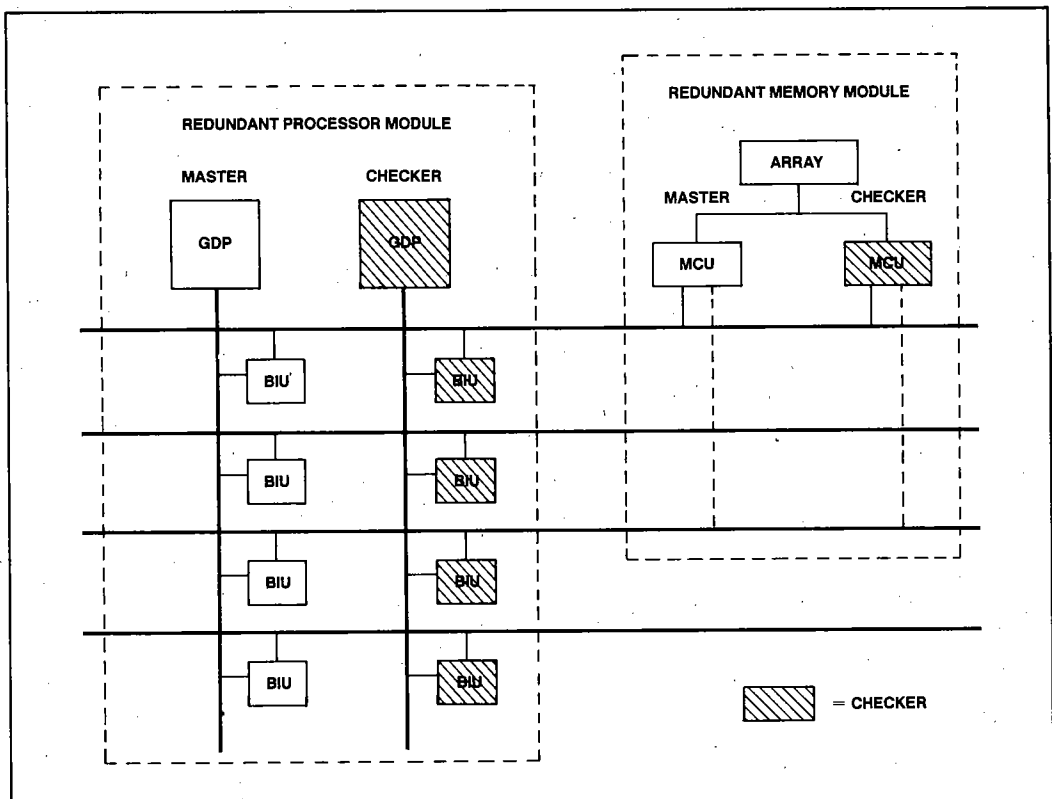 REDUNDANT PROCESSOR MODULE
MASTER
CHECKER
GDP
GDP
REDUNDANT MEMORY MODULE
ARRAY
MASTER
CHECKER
MCU
MCU
BIU
BIU
BIU
BIU
BIU
BIU
BIU
BIU
= CHECKER